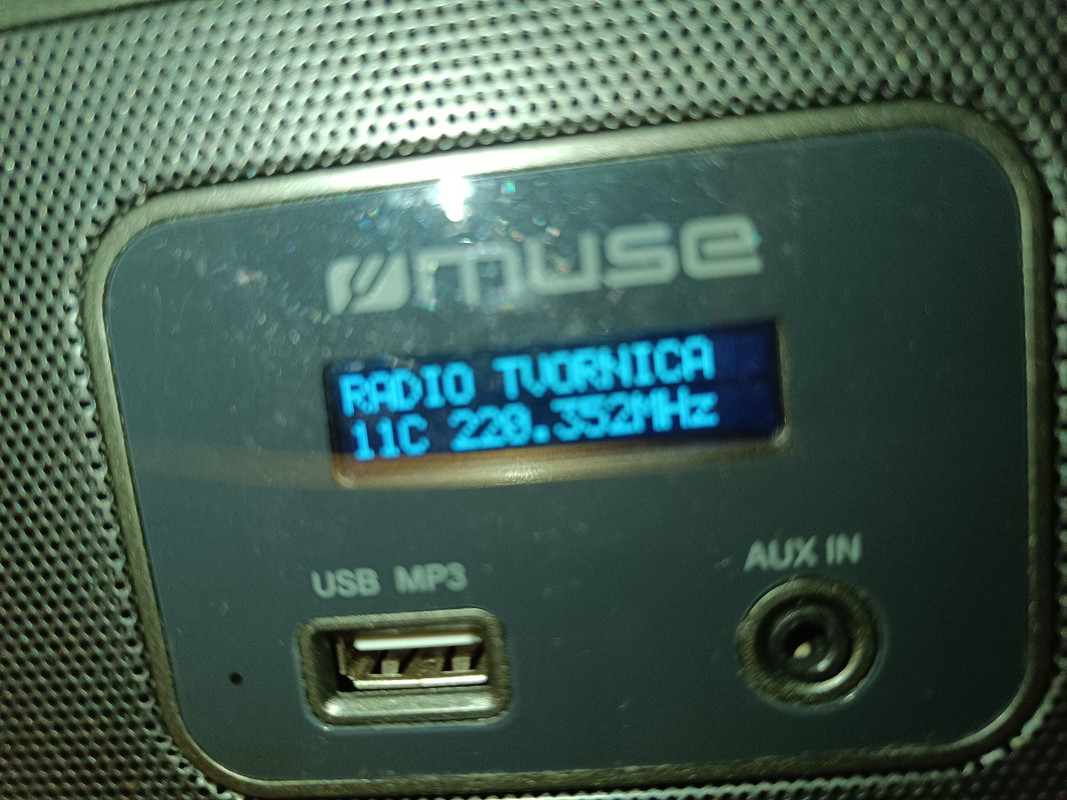 muse
RADIO TVORNICA
11C 220.352MHz
USB MP3
AUX IN